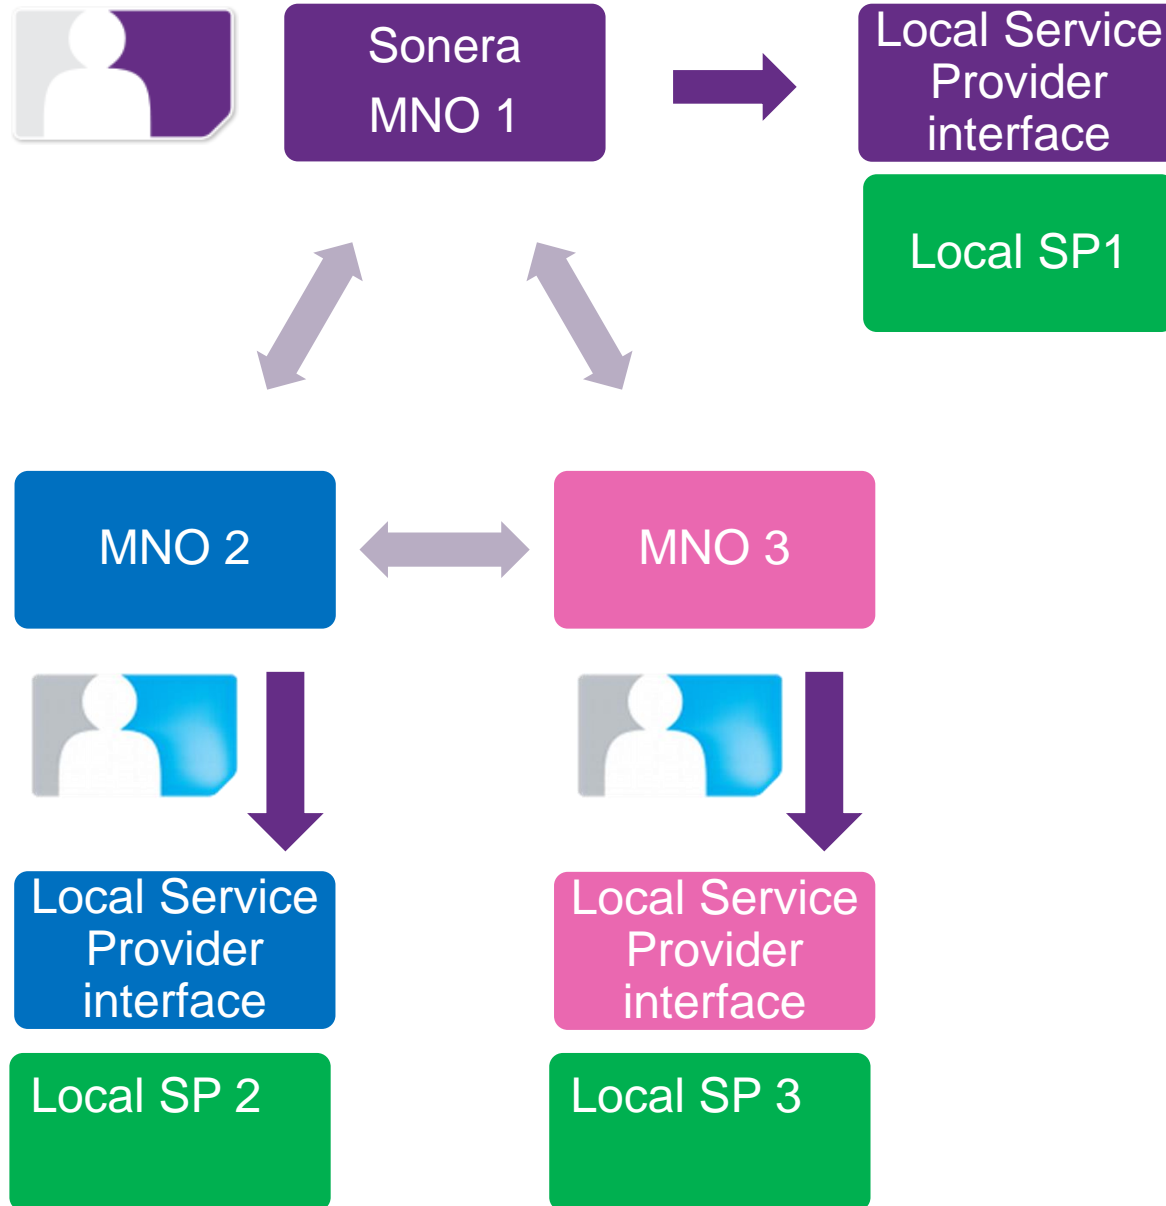 Sonera
MNO 1
Local Service
Provider
interface
Local SP1
MNO 2
MNO 3
Local Service
Provider
interface
Local Service
Provider
interface
Local SP 2
Local SP 3